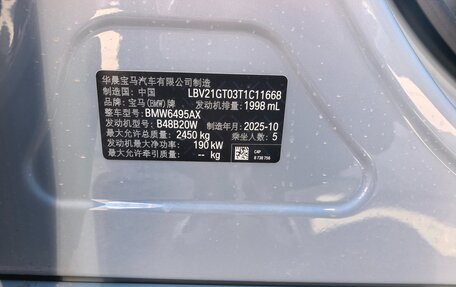 华晨宝马汽车有限公司制造
制造国: 中国 LBV21GT03T1C11668
品牌: 宝马(BMW)牌 发动机排量: 1998 mL
整车型号: BMW6495AX
发动机型号: B48B20W 制造年月: 2025-10
最大允许总质量: 2450 kg 乘坐人数: 5
发动机最大净功率: 190 kW
最大允许牵引质量: -- kg